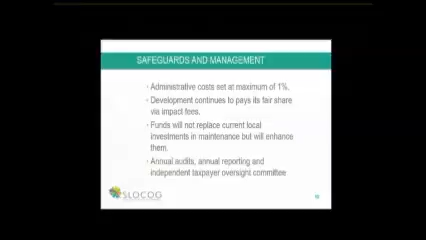 SAFEGUARDS AND MANAGEMENT
· Administrative costs set at maximum of 1%.
· Development continues to pays its fair share
via impact fees.
· Funds will not replace current local
investments in maintenance but will enhance
them.
· Annual audits, annual reporting and
independent taxpayer oversight committee
SLOCOG